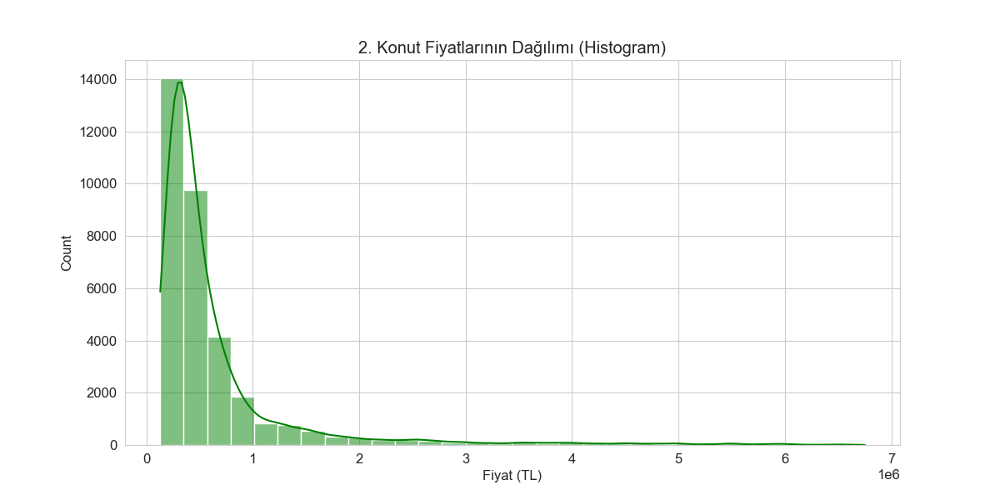 2. Konut Fiyatlarının Dağılımı (Histogram)
14000
12000
10000
8000
6000
4000
2000
0
Count
0 1 2 3 4 5 6 7
1e6
Fiyat (TL)